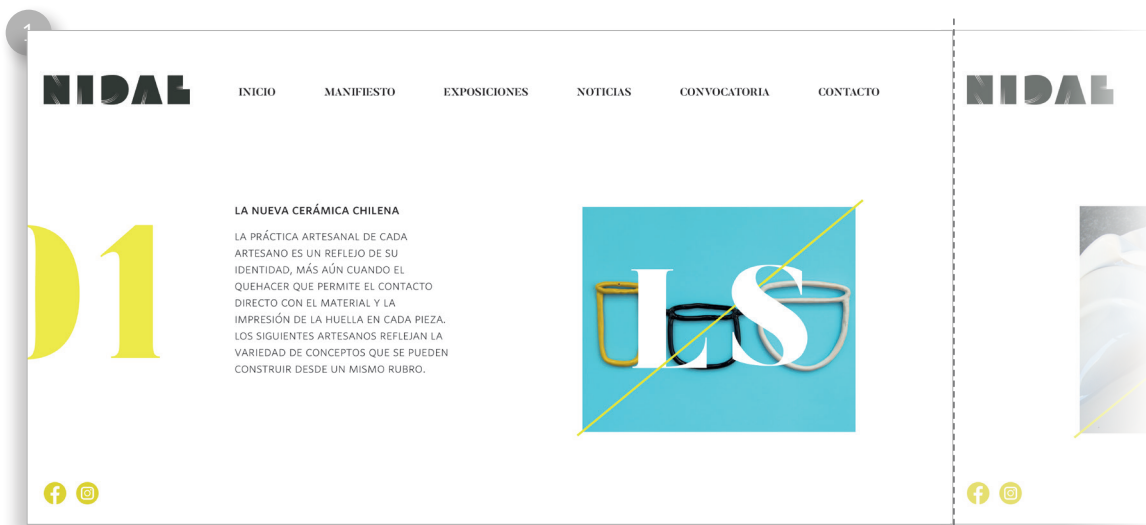 1
NIDAL
INICIO MANIFIESTO EXPOSICIONES NOTICIAS CONVOCATORIA CONTACTO
NIDAL
01
LA NUEVA CERÁMICA CHILENA
LA PRÁCTICA ARTESANAL DE CADA
ARTESANO ES UN REFLEJO DE SU
IDENTIDAD, MÁS AÚN CUANDO EL
QUEHACER QUE PERMITE EL CONTACTO
DIRECTO CON EL MATERIAL Y LA
IMPRESIÓN DE LA HUELLA EN CADA PIEZA.
LOS SIGUIENTES ARTESANOS REFLEJAN LA
VARIEDAD DE CONCEPTOS QUE SE PUEDEN
CONSTRUIR DESDE UN MISMO RUBRO.
LS